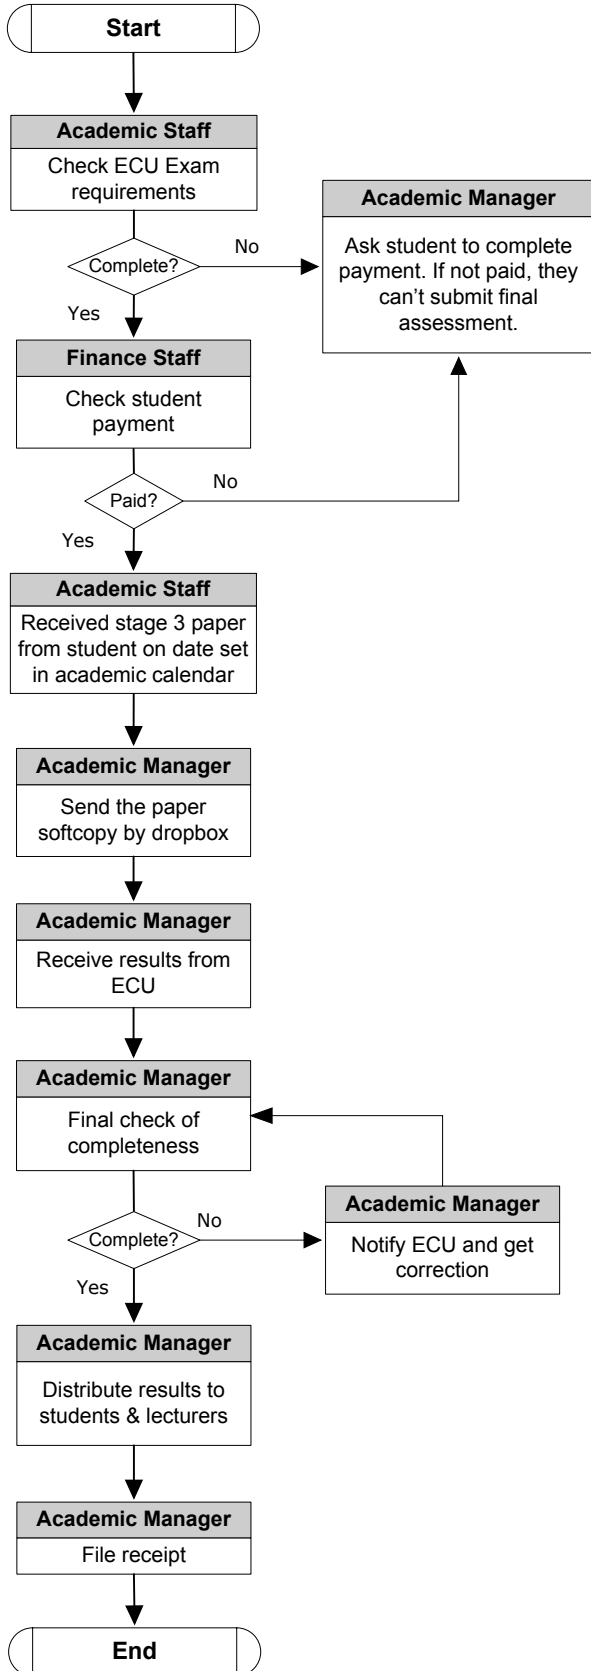 Start
Academic Staff
Check ECU Exam
requirements
Academic Manager
Ask student to complete
payment. If not paid, they
can't submit final
assessment.
Complete?
No
Yes
Finance Staff
Check student
payment
Paid?
No
Yes
Academic Staff
Received stage 3 paper
from student on date set
in academic calendar
Academic Manager
Send the paper
softcopy by dropbox
Academic Manager
Receive results from
ECU
Academic Manager
Final check of
completeness
Complete?
No
Academic Manager
Notify ECU and get
correction
Yes
Academic Manager
Distribute results to
students & lecturers
Academic Manager
File receipt
End